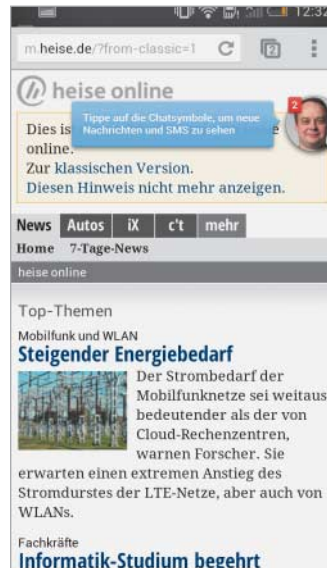 12:32
m.heise.de/?from-classic=1
2
heise online
Tippe auf die Chatsymbole, um neue
Nachrichten und SMS zu sehen
2
Dies is
online.
Zur klassischen Version.
Diesen Hinweis nicht mehr anzeigen.
News Autos iX c't mehr
Home 7-Tage-News
heise online
Top-Themen
Mobilfunk und WLAN
Steigender Energiebedarf
Der Strombedarf der
Mobilfunknetze sei weitaus
bedeutender als der von
Cloud-Rechenzentren,
warnen Forscher. Sie
erwarten einen extremen Anstieg des
Stromdurstes der LTE-Netze, aber auch von
WLANs.
Fachkräfte
Informatik-Studium begehrt